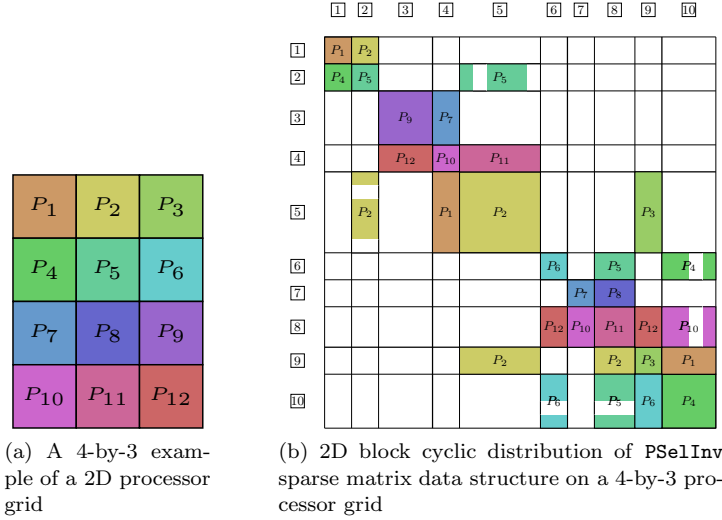 1 2 3 4 5 6 7 8 9 10
1 P1 P2
2 P4 P5 P5
3 P9 P7
4 P12 P10 P11
5 P2 P1 P2 P3
6 P6 P5 P4
7 P7 P8
8 P12 P10 P11 P12 P10
9 P2 P2 P3 P1
10 P6 P5 P6 P4
P1 P2 P3
P4 P5 P6
P7 P8 P9
P10 P11 P12
(a) A 4-by-3 exam-
ple of a 2D processor
grid
(b) 2D block cyclic distribution of PSelInv
sparse matrix data structure on a 4-by-3 pro-
cessor grid